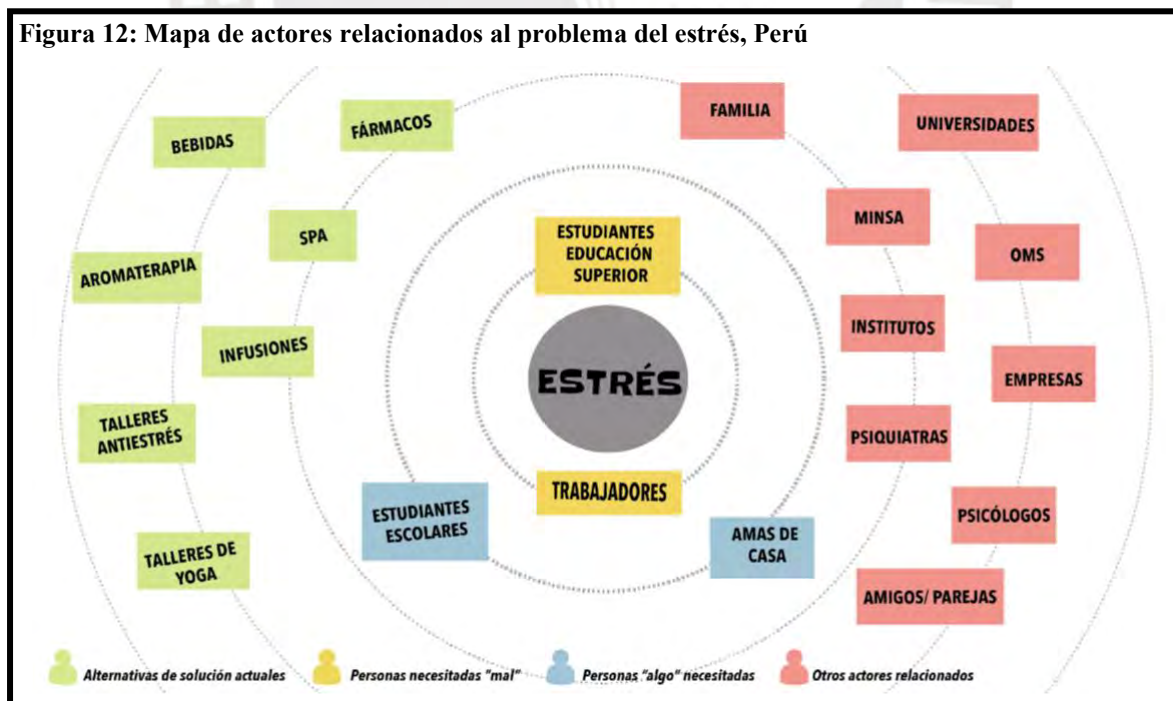 Figura 12: Mapa de actores relacionados al problema del estrés, Perú
BEBIDAS
FÁRMACOS
FAMILIA
UNIVERSIDADES
SPA
ESTUDIANTES
EDUCACIÓN
SUPERIOR
MINSA
OMS
AROMATERAPIA
INFUSIONES
INSTITUTOS
ESTRÉS
EMPRESAS
TALLERES
ANTIESTRÉS
PSIQUIATRAS
TRABAJADORES
ESTUDIANTES
ESCOLARES
AMAS DE
CASA
PSICÓLOGOS
TALLERES DE
YOGA
AMIGOS/ PAREJAS
Alternativas de solución actuales
Personas necesitadas "mal"
Personas "algo" necesitadas
Otros actores relacionados